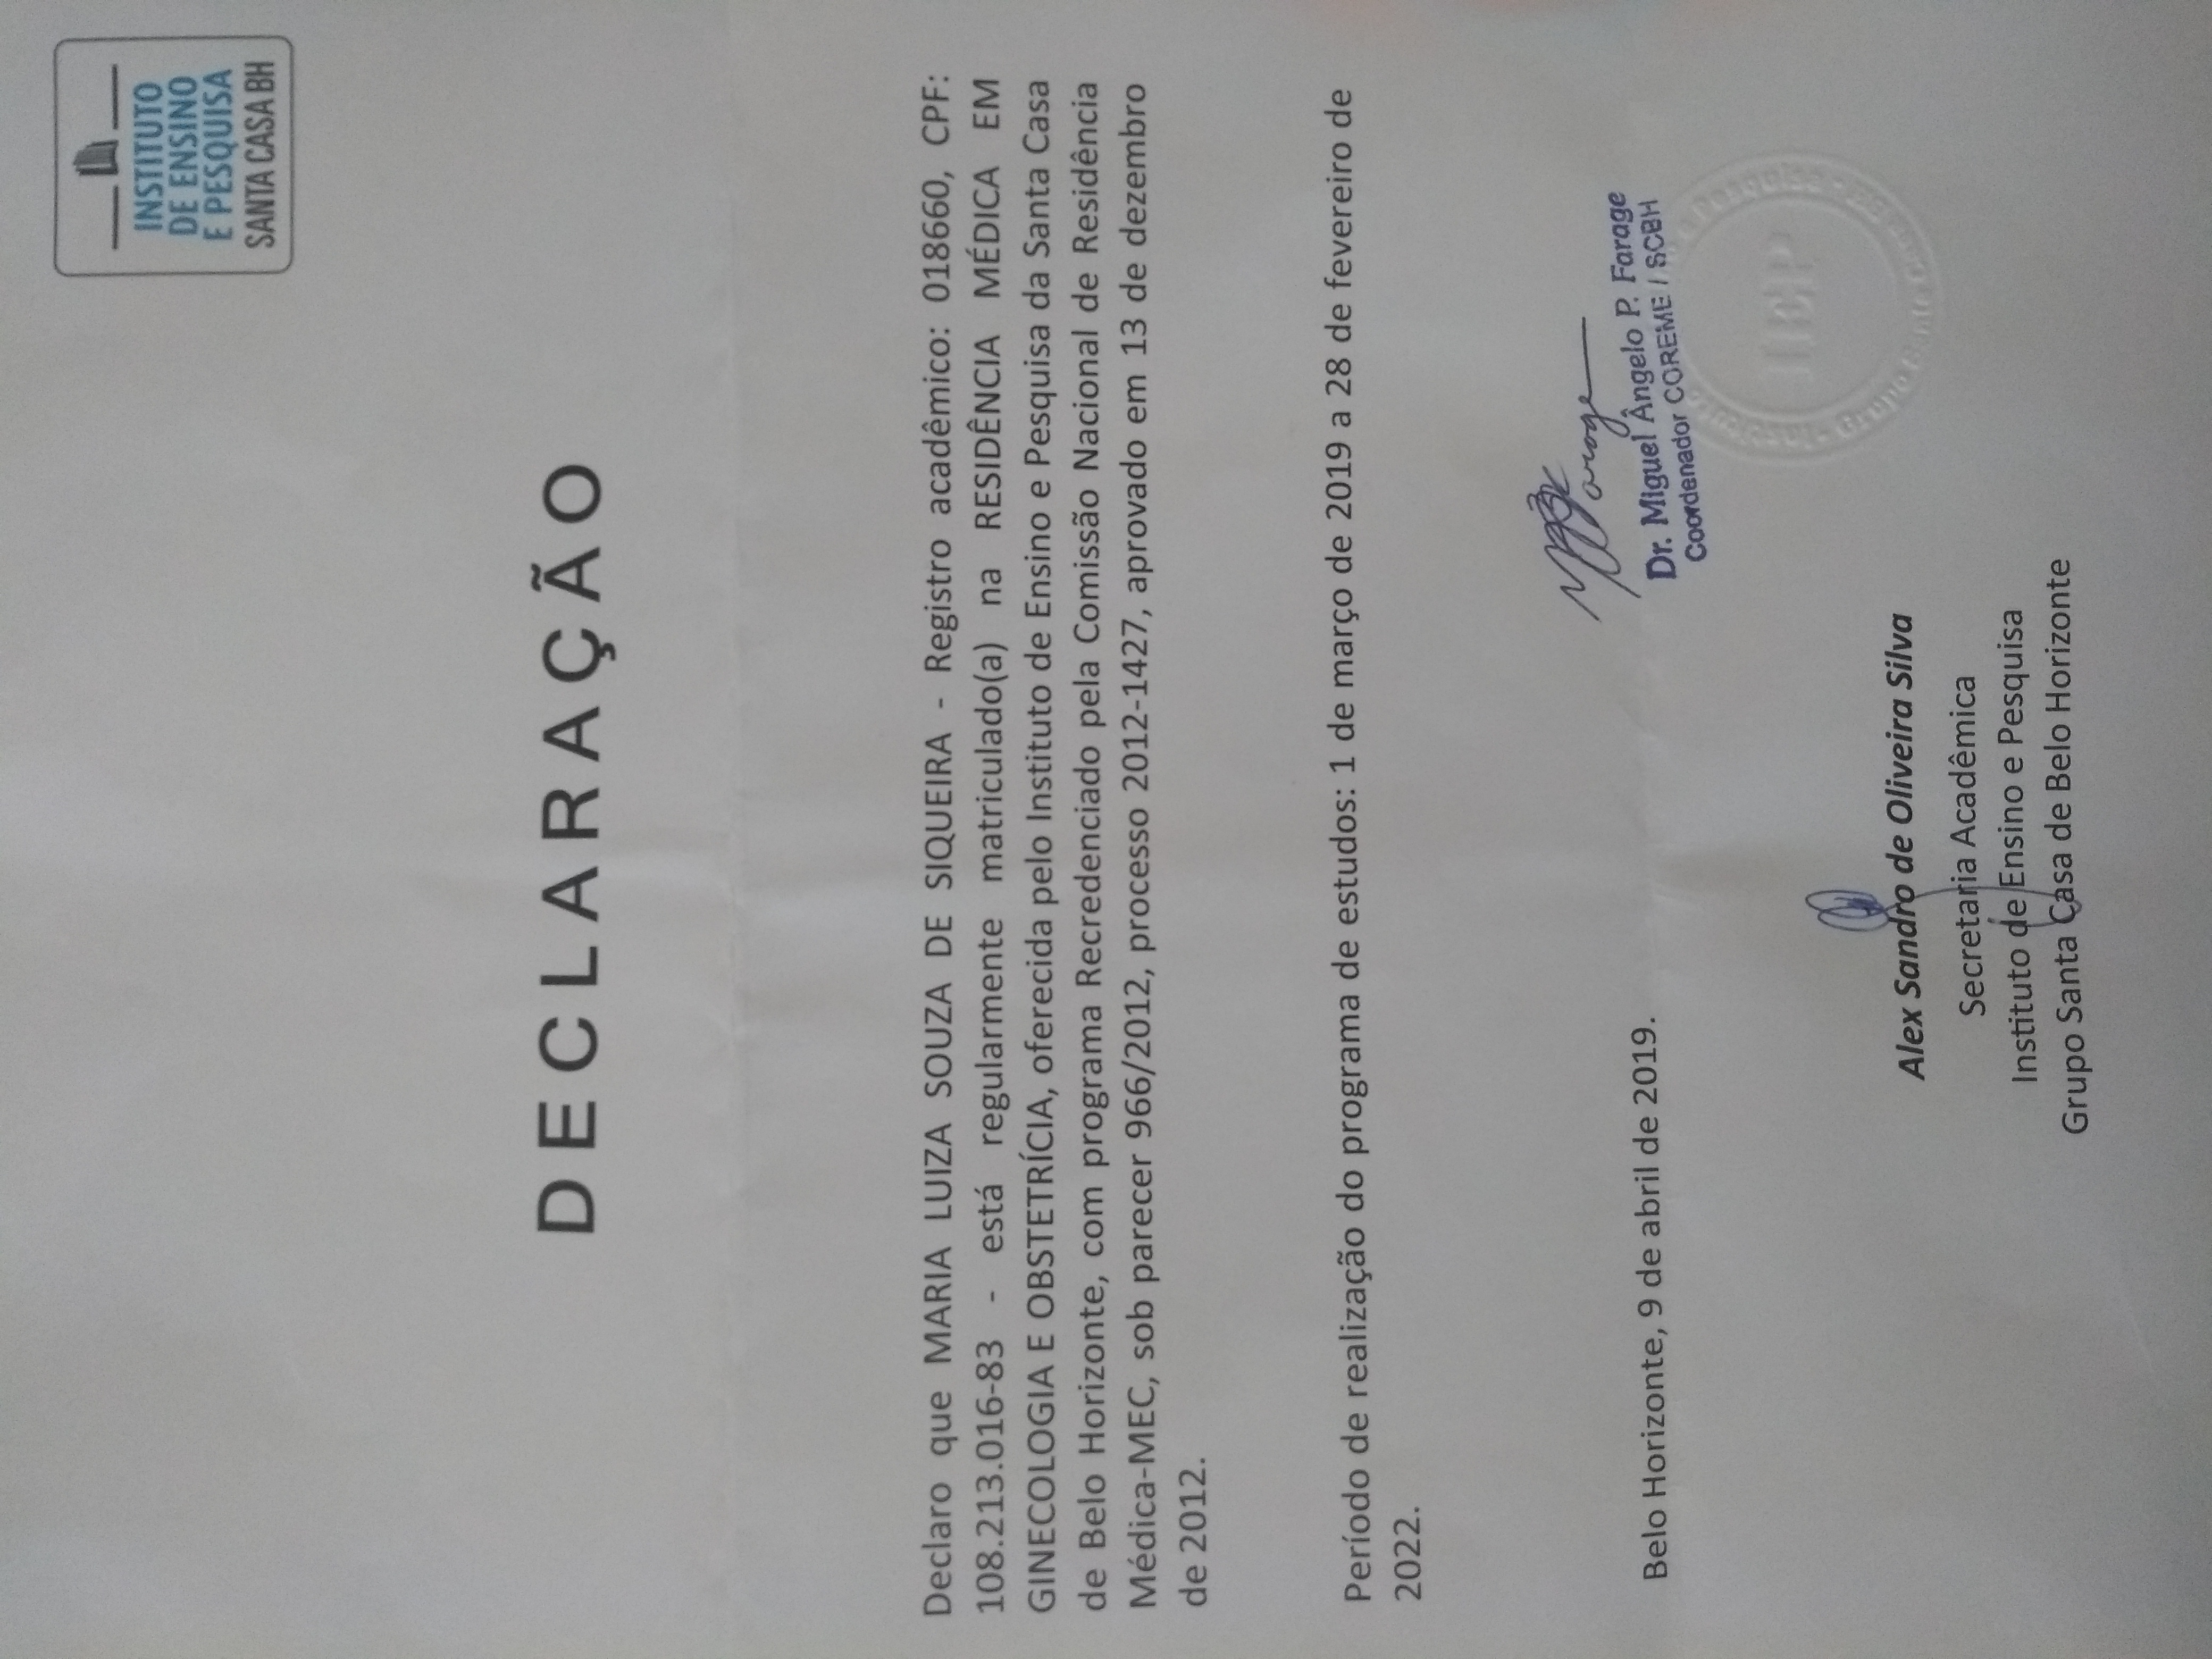 INSTITUTO
DE ENSINO
E PESQUISA
SANTA CASA BH
DECLARAÇÃO
Declaro que MARIA LUIZA SOUZA DE SIQUEIRA - Registro acadêmico: 018660, CPF:
108.213.016-83 - está regularmente matriculado(a) na RESIDÊNCIA MÉDICA EM
GINECOLOGIA E OBSTETRÍCIA, oferecida pelo Instituto de Ensino e Pesquisa da Santa Casa
de Belo Horizonte, com programa Recredenciado pela Comissão Nacional de Residência
Médica-MEC, sob parecer 966/2012, processo 2012-1427, aprovado em 13 de dezembro
de 2012.
Período de realização do programa de estudos: 1 de março de 2019 a 28 de fevereiro de
2022.
Belo Horizonte, 9 de abril de 2019.
Farage
Dr. Miguel Ângelo P. Farage
Coordenador COREME / SCBH
IEP
Alex Sandro de Oliveira Silva
Secretaria Acadêmica
Instituto de Ensino e Pesquisa
Grupo Santa Casa de Belo Horizonte